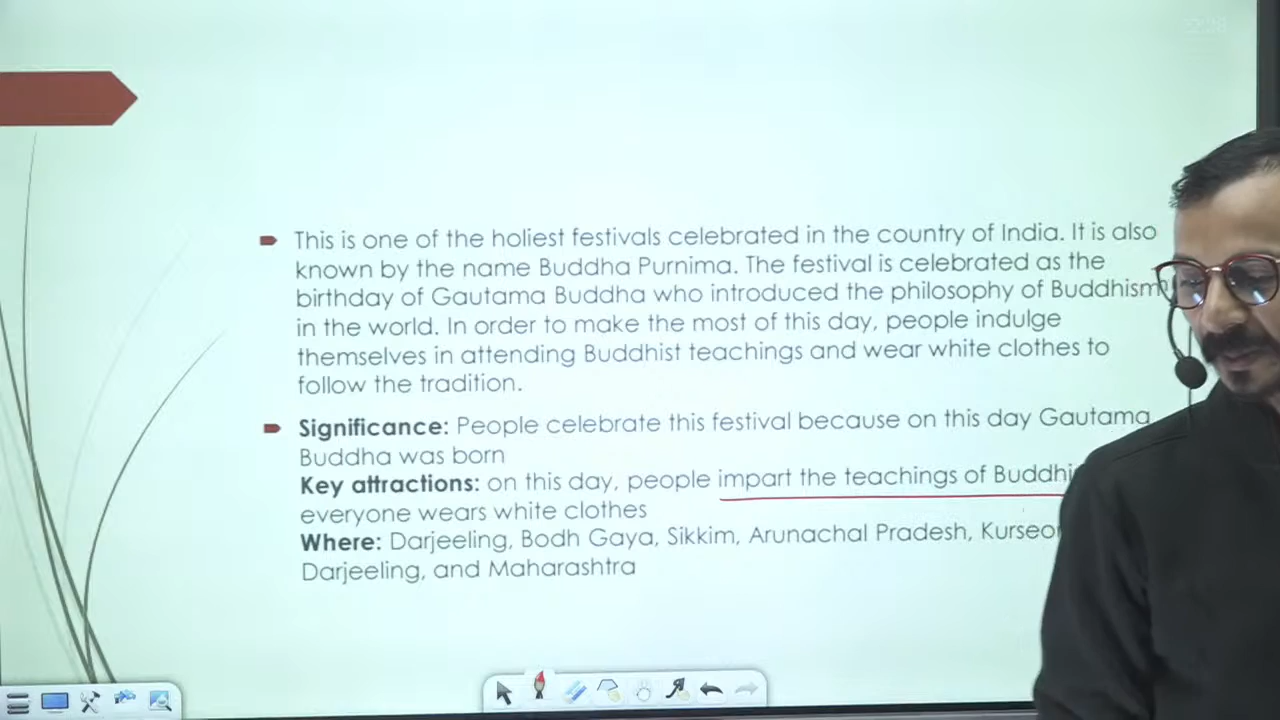 This is one of the holiest festivals celebrated in the country of India. It is also
known by the name Buddha Purnima. The festival is celebrated as the
birthday of Gautama Buddha who introduced the philosophy of Buddhism
in the world. In order to make the most of this day, people indulge
themselves in attending Buddhist teachings and wear white clothes to
follow the tradition.
Significance: People celebrate this festival because on this day Gautama
Buddha was born
Key attractions: on this day, people impart the teachings of
everyone wears white clothes
Where: Darjeeling, Bodh Gaya, Sikkim, Arunachal Pradesh,
Darjeeling, and Maharashtra